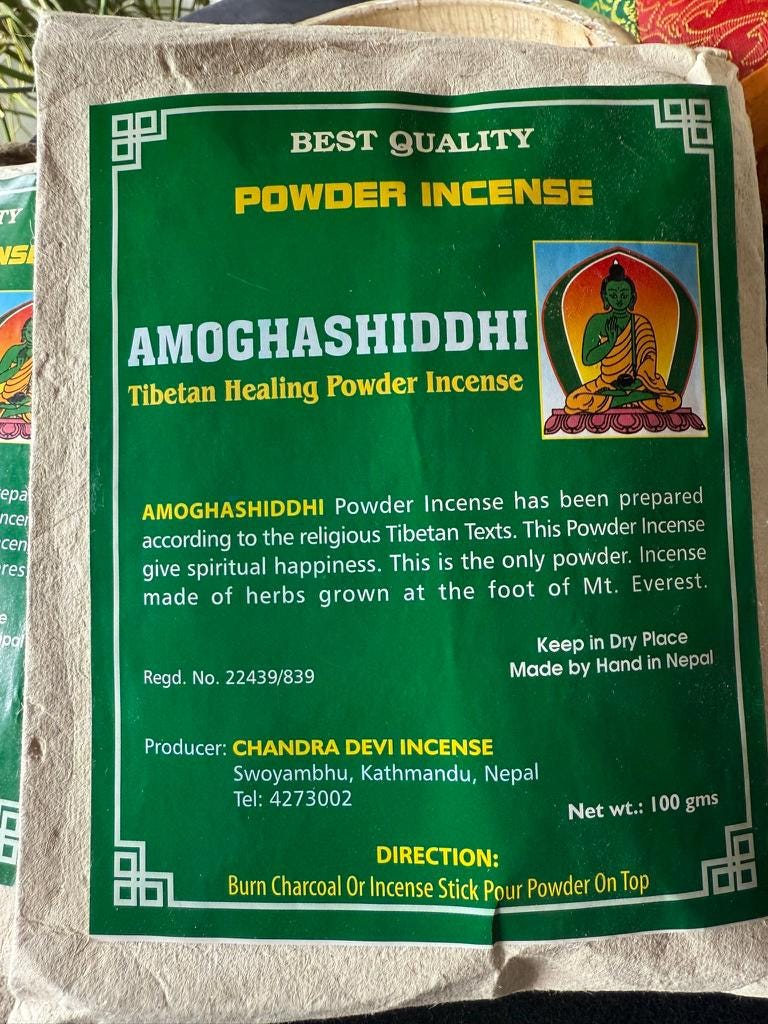 BEST QUALITY
POWDER INCENSE
AMOGHASHIDDHI
Tibetan Healing Powder Incense
AMOGHASHIDDHI Powder Incense has been prepared
according to the religious Tibetan Texts. This Powder Incense
give spiritual happiness. This is the only powder. Incense
made of herbs grown at the foot of Mt. Everest.
Keep in Dry Place
Made by Hand in Nepal
Regd. No. 22439/839
Producer: CHANDRA DEVI INCENSE
Swoyambhu, Kathmandu, Nepal
Tel: 4273002
Net wt.: 100 gms
DIRECTION:
Burn Charcoal Or Incense Stick Pour Powder On Top